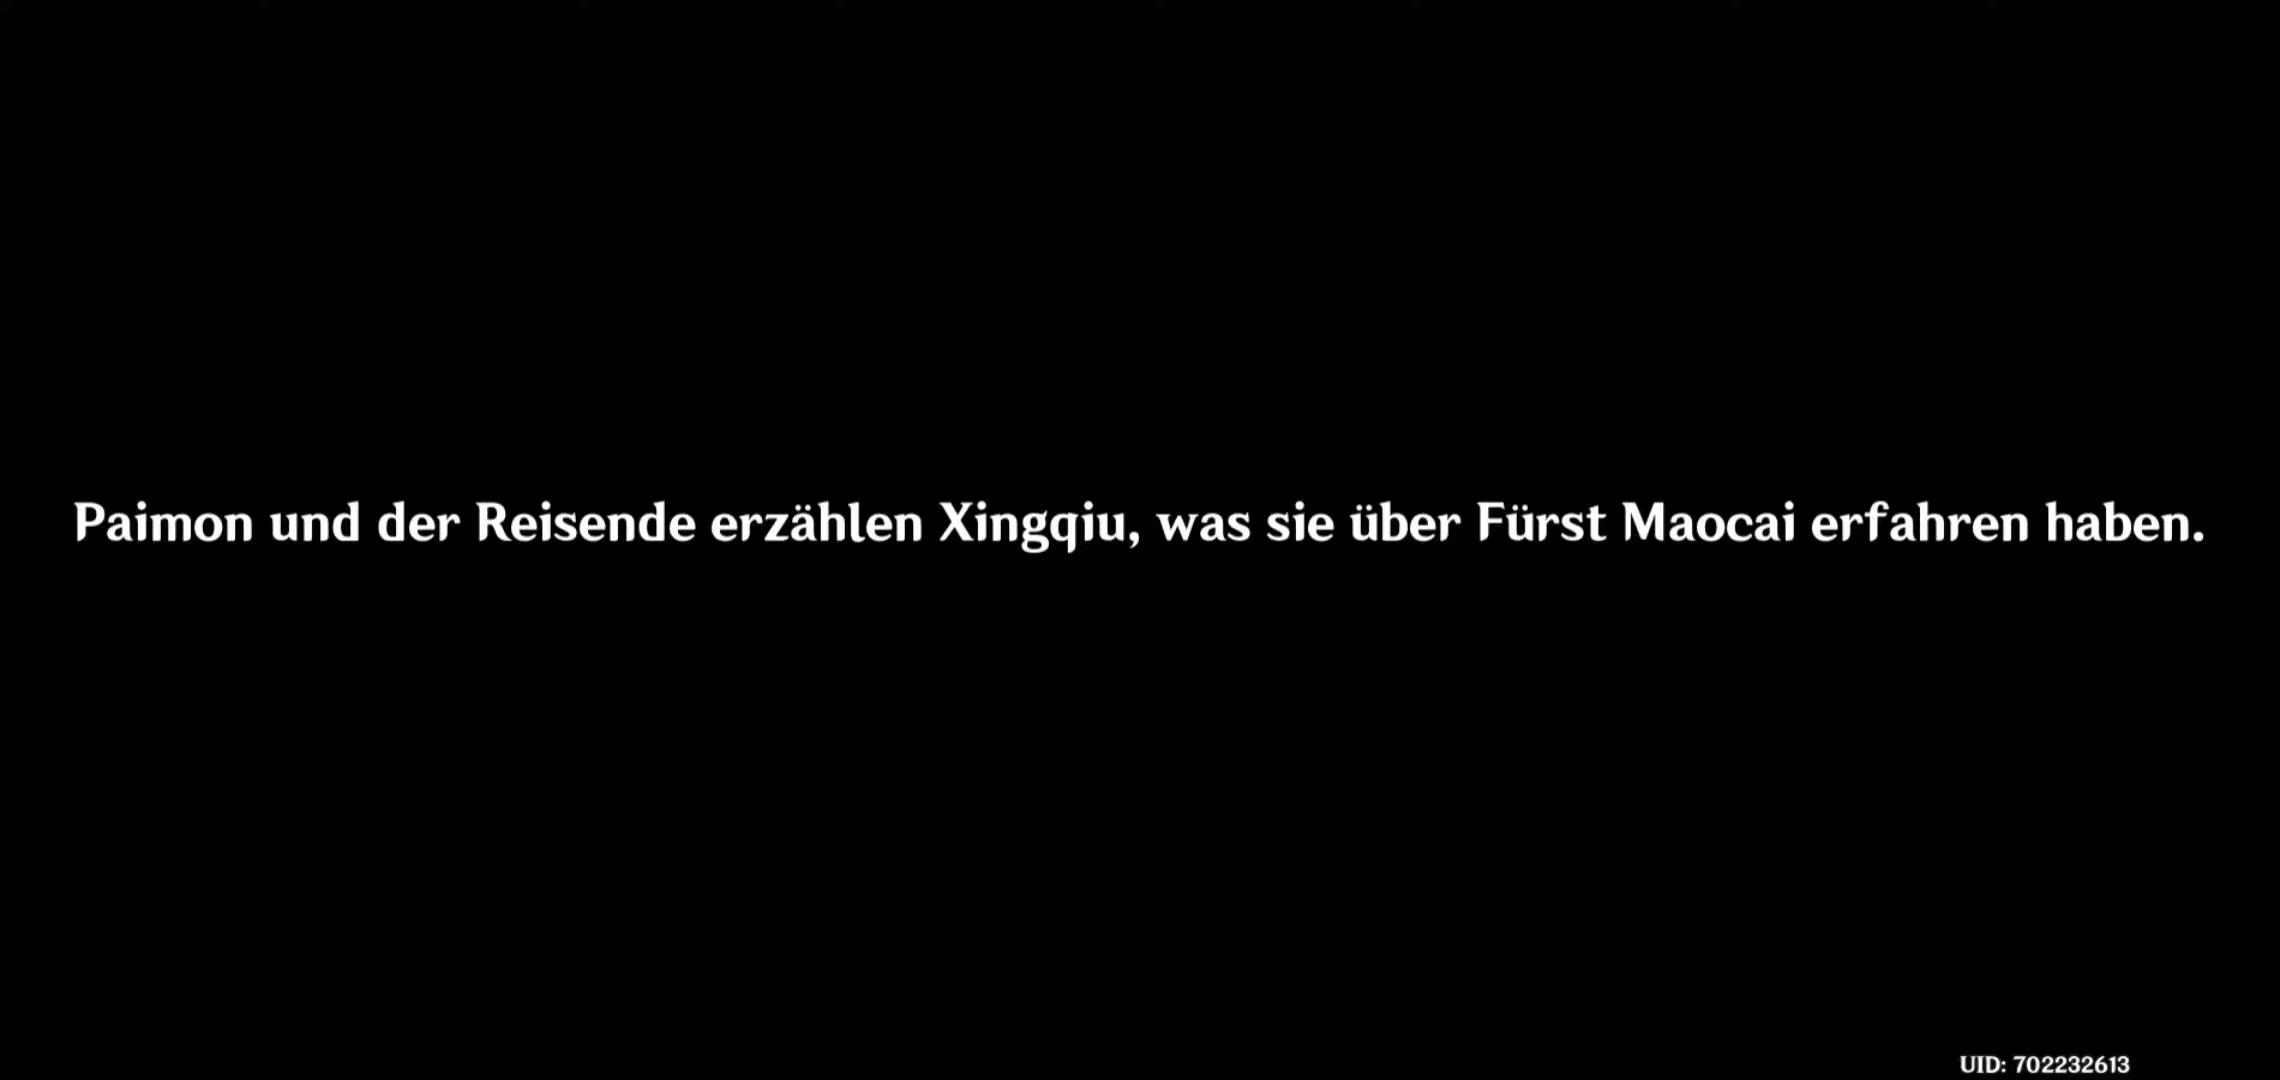 Paimon und der Reisende erzählen Xingqiu, was sie über Fürst Maocai erfahren haben.
UID: 702232613